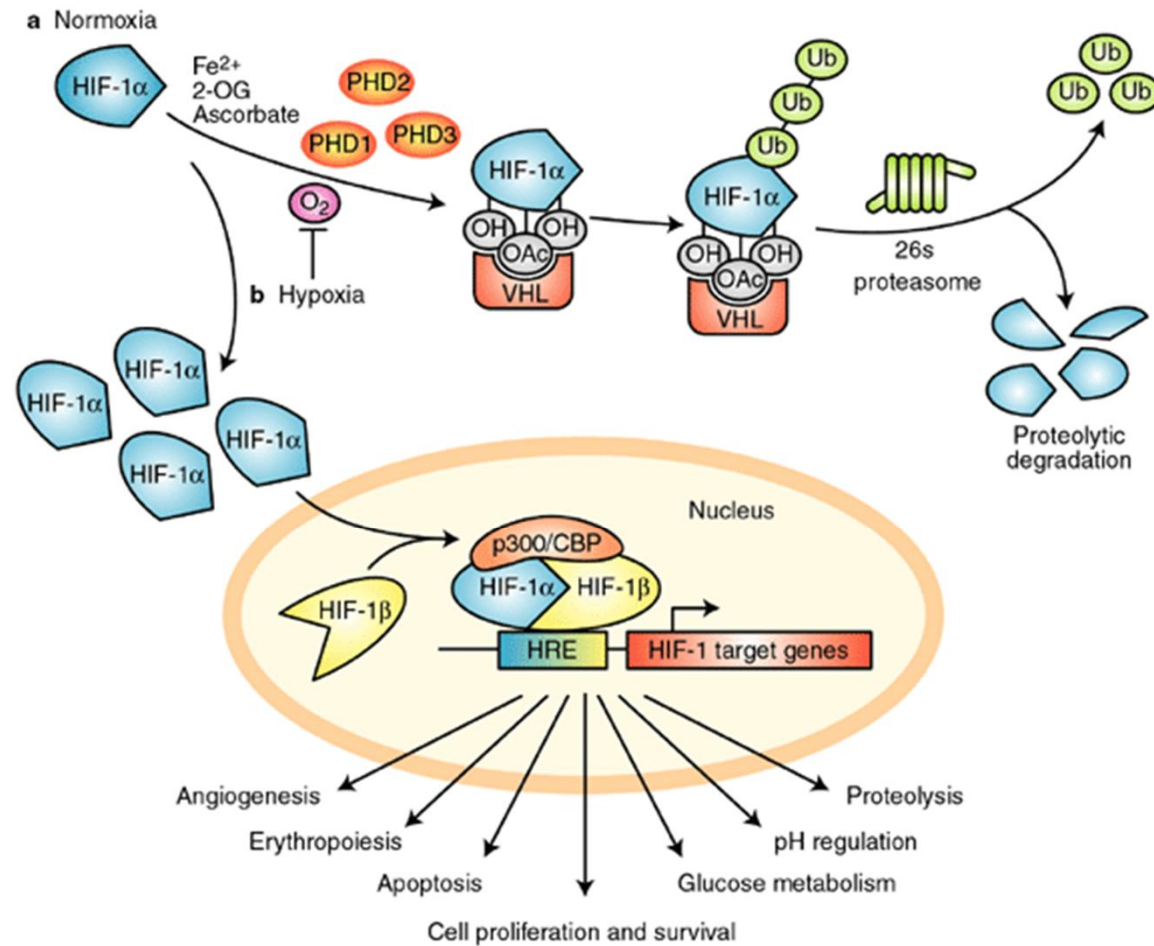 a Normoxia
HIF-1α
Fe2+
2-OG
Ascorbate
PHD2
PHD1
PHD3
O2
b Hypoxia
HIF-1α
OH
OH
OAc
VHL
Ub
Ub
Ub
HIF-1α
OH
OH
OAc
VHL
26s
proteasome
Ub
Ub
Ub
Proteolytic
degradation
HIF-1α
HIF-1α
HIF-1α
HIF-1α
Nucleus
p300/CBP
HIF-1α
HIF-1β
HIF-1β
HRE
HIF-1 target genes
Angiogenesis
Erythropoiesis
Apoptosis
Cell proliferation and survival
Glucose metabolism
pH regulation
Proteolysis